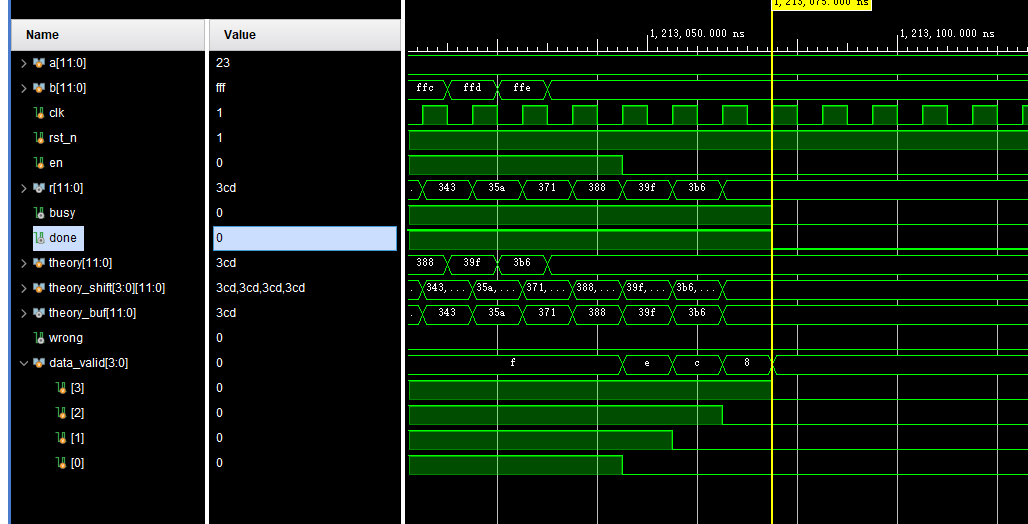 1,213,075.000 ns
Name Value
1,213,050.000 ns 1,213,100.000 ns
a[11:0] 23
b[11:0] fff ffc ffd ffe
clk 1
rst_n 1
en 0
r[11:0] 3cd . 343 35a 371 388 39f 3b6
busy 0
done 0
theory[11:0] 3cd 388 39f 3b6
theory_shift[3:0][11:0] 3cd,3cd,3cd,3cd 343,... 35a,... 371,... 388,... 39f,... 3b6,...
theory_buf[11:0] 3cd . 343 35a 371 388 39f 3b6
wrong 0
data_valid[3:0] 0 f e c 8
[3] 0
[2] 0
[1] 0
[0] 0